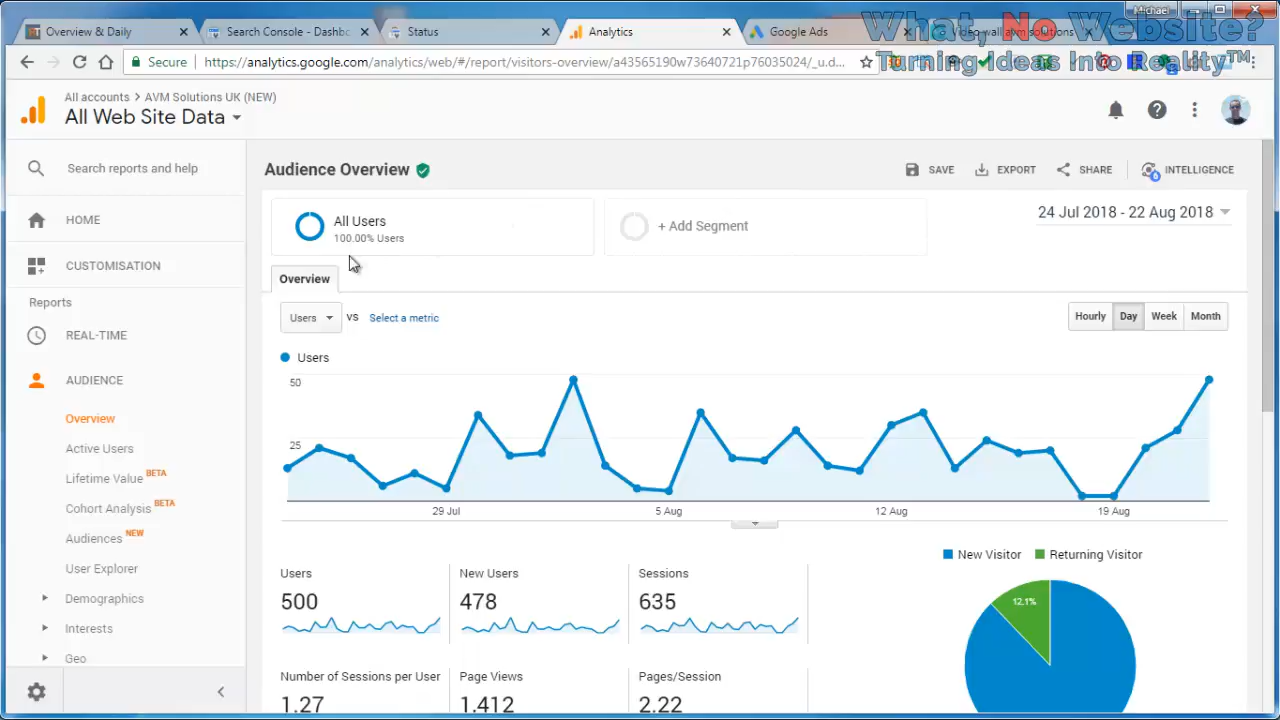 Michael
Overview & Daily
Search Console - Dashbo
Status
Analytics
Google Ads
Video wall avm solutions
What, No Website?
Turning Ideas Into Reality™
Secure
https://analytics.google.com/analytics/web/#/report/visitors-overview/a43565190w73640721p76035024/_u.d...
All accounts > AVM Solutions UK (NEW)
All Web Site Data
Search reports and help
Audience Overview
SAVE
EXPORT
SHARE
INTELLIGENCE
6
HOME
CUSTOMISATION
Reports
REAL-TIME
AUDIENCE
Overview
Active Users
Lifetime Value BETA
Cohort Analysis BETA
Audiences NEW
User Explorer
Demographics
Interests
Geo
All Users
100.00% Users
+ Add Segment
24 Jul 2018 - 22 Aug 2018
Overview
Users
vs
Select a metric
Hourly
Day
Week
Month
Users
50
25
29 Jul
5 Aug
12 Aug
19 Aug
New Visitor
Returning Visitor
12.1%
Users
500
New Users
478
Sessions
635
Number of Sessions per User
1.27
Page Views
1,412
Pages/Session
2.22